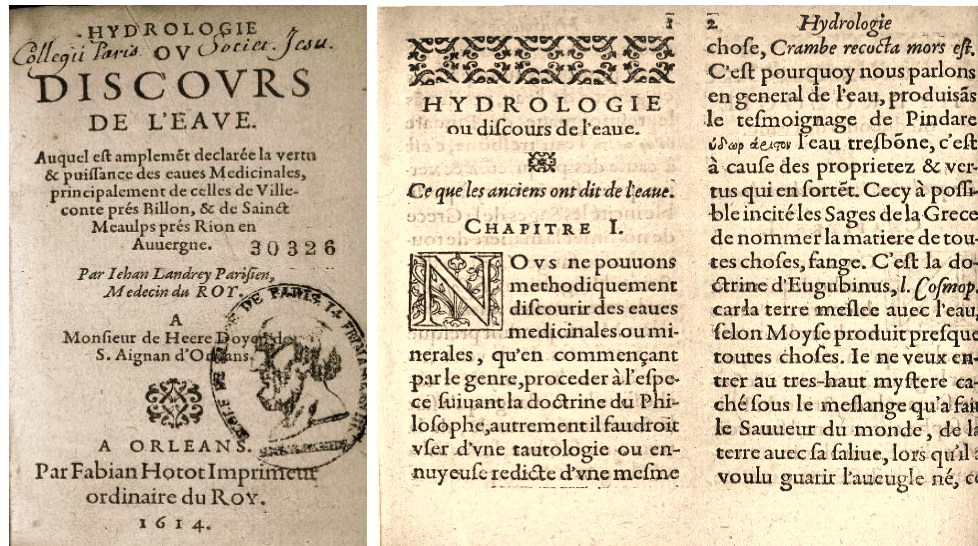 HYDROLOGIE
Collegii Paris. Societ. Jesu.
OV
DISCOVRS
DE L'EAVE.
Auquel est amplemẽt declarée la vertu
& puissance des eaues Medicinales,
principalement de celles de Ville-
conte prés Billon, & de Sainct
Meaulps prés Rion en
Auuergne.
30326
Par Iehan Landrey Parisien,
Medecin du ROY.
A
Monsieur de Heere Doyen de
S. Aignan d'Orleans.
A ORLEANS.
Par Fabian Hotot Imprimeur
ordinaire du ROY.
1614.
1
HYDROLOGIE
ou discours de l'eaue.
Ce que les anciens ont dit de l'eaue.
CHAPITRE I.
NOvs ne pouuons
methodiquement
discourir des eaues
medicinales ou mi-
nerales, qu'en commençant
par le genre, proceder à l'espe-
ce suiuant la doctrine du Phi-
losophe, autrement il faudroit
vser d'vne tautologie ou en-
nuyeuse redicte d'vne mesme
2 Hydrologie
chose, Crambe recocta mors est.
C'est pourquoy nous parlons
en general de l'eau, produisãs
le tesmoignage de Pindare
ὕδωρ ἄριστον l'eau tresbõne, c'est
à cause des proprietez & ver-
tus qui en sortẽt. Cecy à possi-
ble incité les Sages de la Grece
de nommer la matiere de tou-
tes choses, fange. C'est la do-
ctrine d'Eugubinus, l. Cosmop.
car la terre meslee auec l'eau,
selon Moyse produit presque
toutes choses. Ie ne veux en-
trer au tres-haut mystere ca-
ché sous le meslange qu'a fait
le Sauueur du monde, de la
terre auec sa saliue, lors qu'il à
voulu guarir l'aueugle né, ce